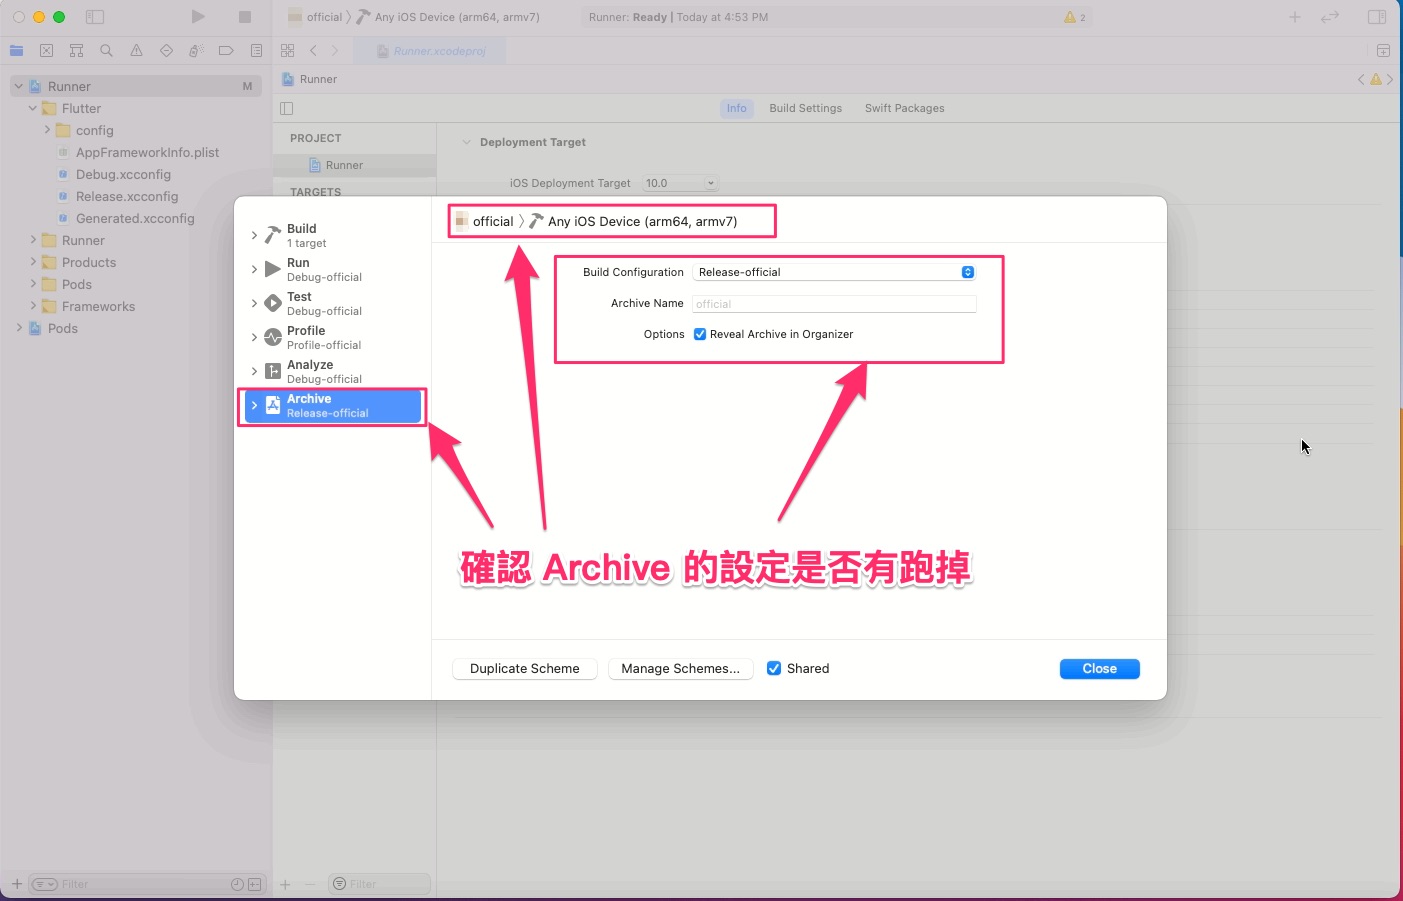 official 〉 Any iOS Device (arm64, armv7)
Runner: Ready | Today at 4:53 PM
2
Runner.xcodeproj
Runner M
Flutter
config
AppFrameworkInfo.plist
Debug.xcconfig
Release.xcconfig
Generated.xcconfig
Runner
Products
Pods
Frameworks
Pods
Filter
Runner
Info Build Settings Swift Packages
PROJECT
Runner
TARGETS
Deployment Target
iOS Deployment Target 10.0
Filter
Build
1 target
Run
Debug-official
Test
Debug-official
Profile
Profile-official
Analyze
Debug-official
Archive
Release-official
official 〉 Any iOS Device (arm64, armv7)
Build Configuration Release-official
Archive Name official
Options Reveal Archive in Organizer
確認 Archive 的設定是否有跑掉
Duplicate Scheme Manage Schemes... Shared Close